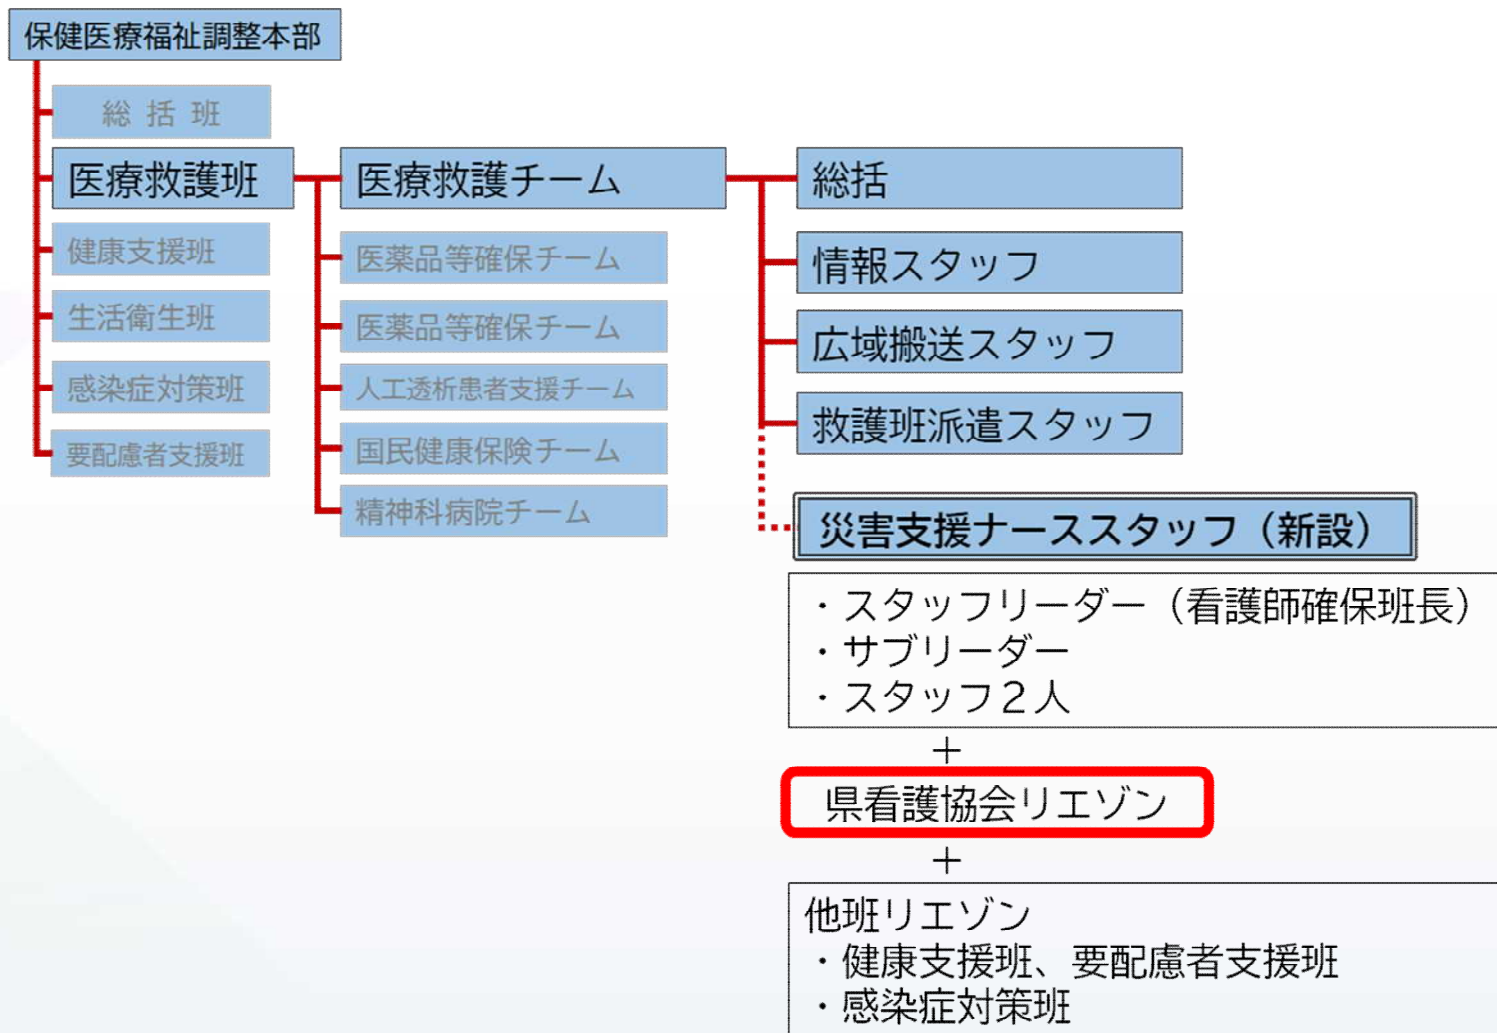 保健医療福祉調整本部
総 括 班
医療救護班
健康支援班
生活衛生班
感染症対策班
要配慮者支援班
医療救護チーム
医薬品等確保チーム
医薬品等確保チーム
人工透析患者支援チーム
国民健康保険チーム
精神科病院チーム
総括
情報スタッフ
広域搬送スタッフ
救護班派遣スタッフ
災害支援ナーススタッフ（新設）
・スタッフリーダー（看護師確保班長）
・サブリーダー
・スタッフ２人
＋
県看護協会リエゾン
＋
他班リエゾン
・健康支援班、要配慮者支援班
・感染症対策班